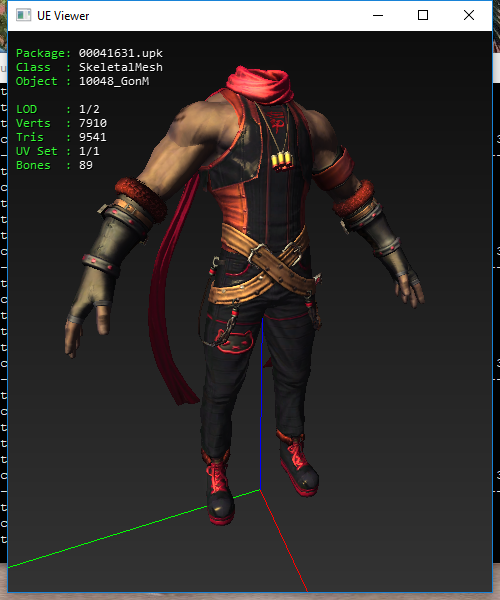 UE Viewer
Package: 00041631.upk
Class : SkeletalMesh
Object : 10048_GonM
LOD : 1/2
Verts : 7910
Tris : 9541
UV Set : 1/1
Bones : 89